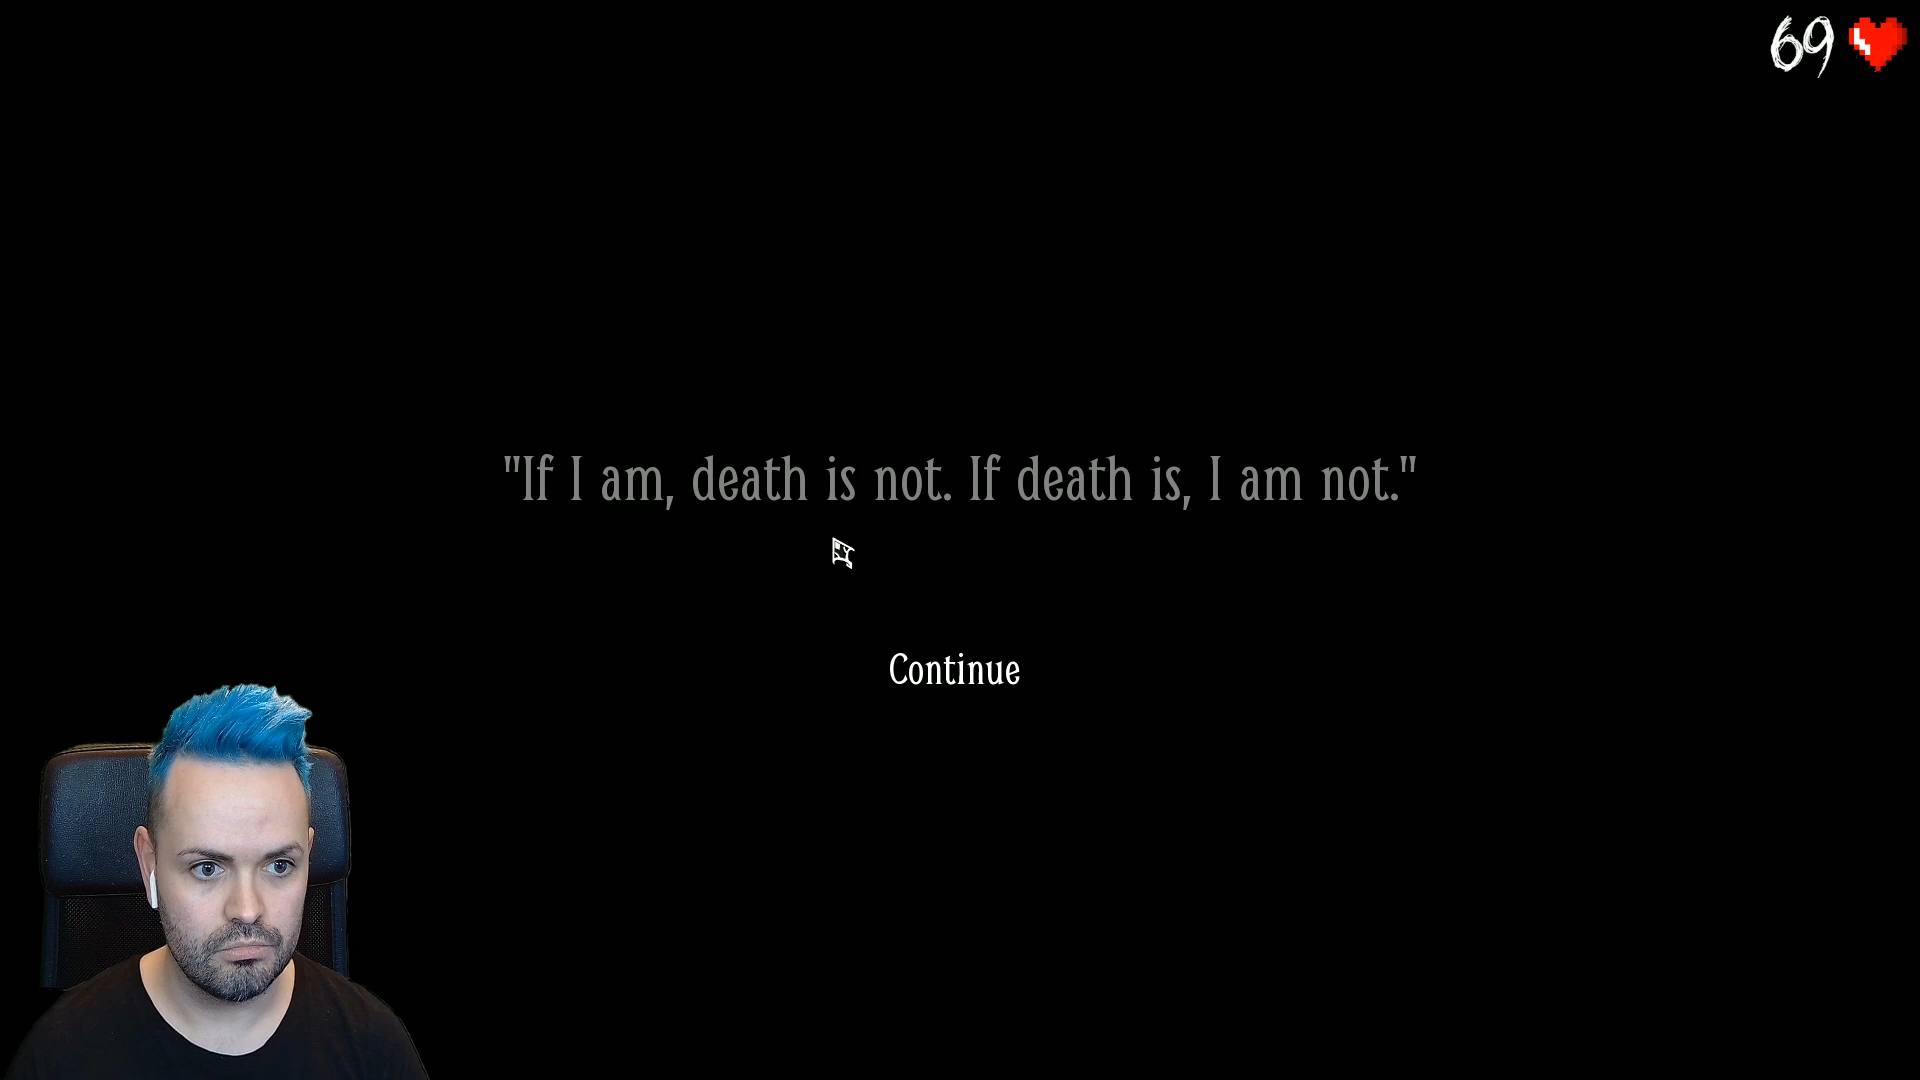 69
"If I am, death is not. If death is, I am not."
Continue